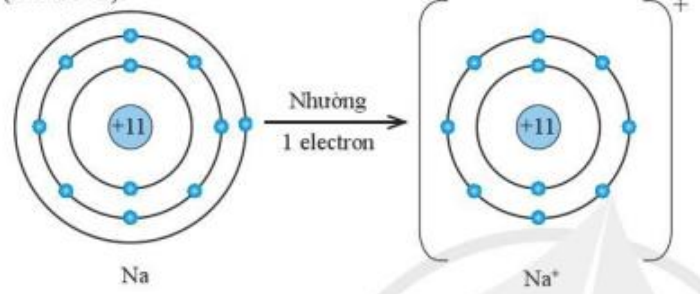 +
+11
Nhường
1 electron
+11
Na
Na⁺